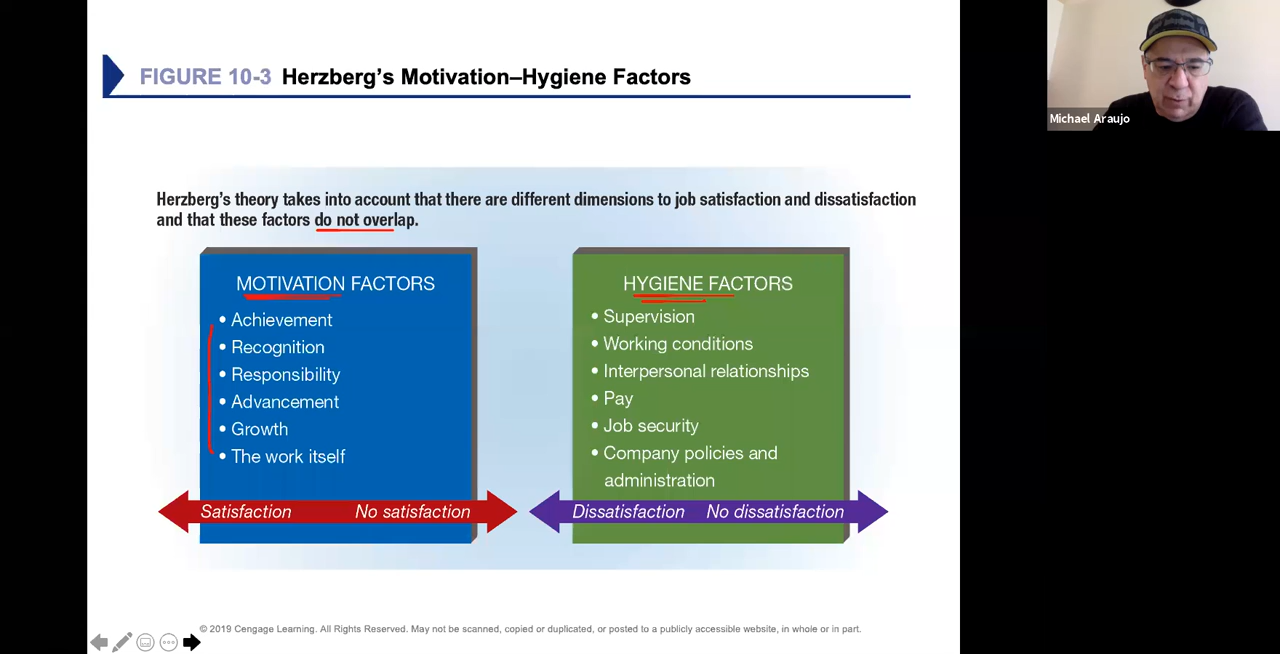 FIGURE 10-3 Herzberg’s Motivation–Hygiene Factors
Michael Araujo
Herzberg’s theory takes into account that there are different dimensions to job satisfaction and dissatisfaction
and that these factors do not overlap.
MOTIVATION FACTORS
• Achievement
• Recognition
• Responsibility
• Advancement
• Growth
• The work itself
Satisfaction No satisfaction
HYGIENE FACTORS
• Supervision
• Working conditions
• Interpersonal relationships
• Pay
• Job security
• Company policies and
administration
Dissatisfaction No dissatisfaction
© 2019 Cengage Learning. All Rights Reserved. May not be scanned, copied or duplicated, or posted to a publicly accessible website, in whole or in part.